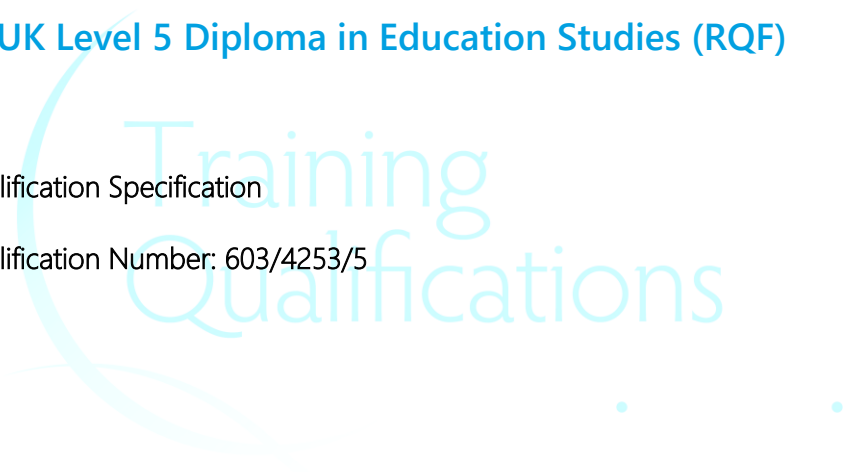 UK Level 5 Diploma in Education Studies (RQF)
Training
lification Specification
lification Number: 603/4253/5
Qualifications